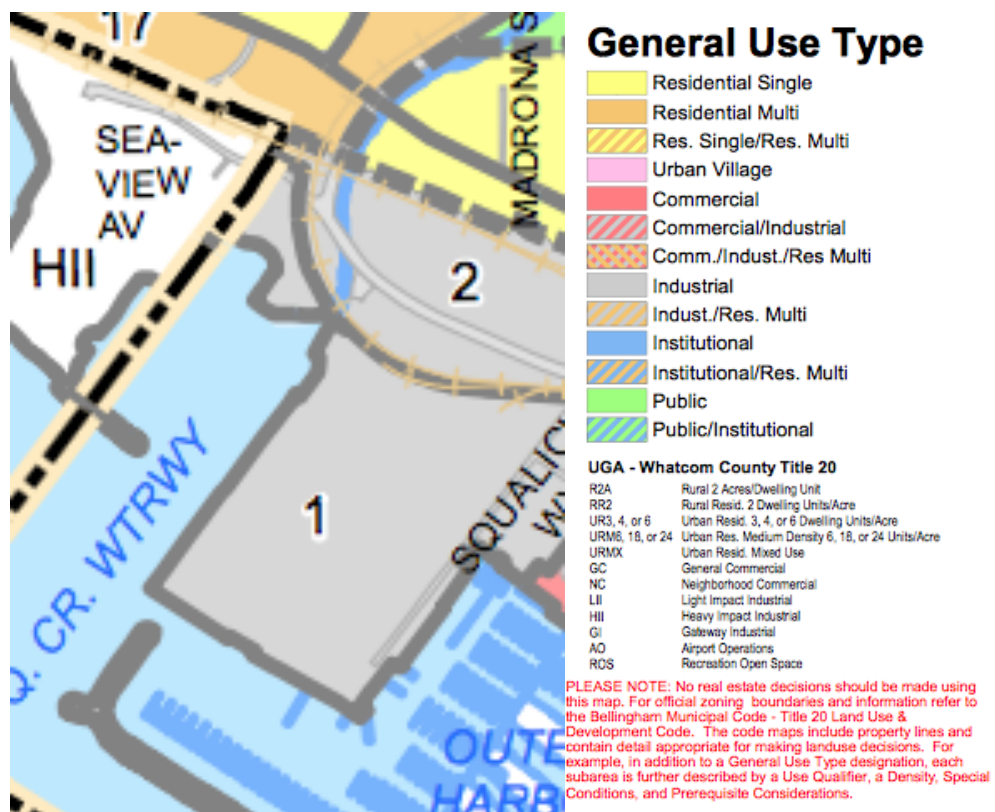 17
SEA-
VIEW
AV
HII
MADRONA S
2
1
SQUALIC
W
Q. CR. WTRWY
OUTE
HARB
General Use Type
Residential Single
Residential Multi
Res. Single/Res. Multi
Urban Village
Commercial
Commercial/Industrial
Comm./Indust./Res Multi
Industrial
Indust./Res. Multi
Institutional
Institutional/Res. Multi
Public
Public/Institutional
UGA - Whatcom County Title 20
R2A Rural 2 Acres/Dwelling Unit
RR2 Rural Resid. 2 Dwelling Units/Acre
UR3, 4, or 6 Urban Resid. 3, 4, or 6 Dwelling Units/Acre
URM6, 18, or 24 Urban Res. Medium Density 6, 18, or 24 Units/Acre
URMX Urban Resid. Mixed Use
GC General Commercial
NC Neighborhood Commercial
LII Light Impact Industrial
HII Heavy Impact Industrial
GI Gateway Industrial
AO Airport Operations
ROS Recreation Open Space
PLEASE NOTE: No real estate decisions should be made using
this map. For official zoning boundaries and information refer to
the Bellingham Municipal Code - Title 20 Land Use &
Development Code. The code maps include property lines and
contain detail appropriate for making landuse decisions. For
example, in addition to a General Use Type designation, each
subarea is further described by a Use Qualifier, a Density, Special
Conditions, and Prerequisite Considerations.